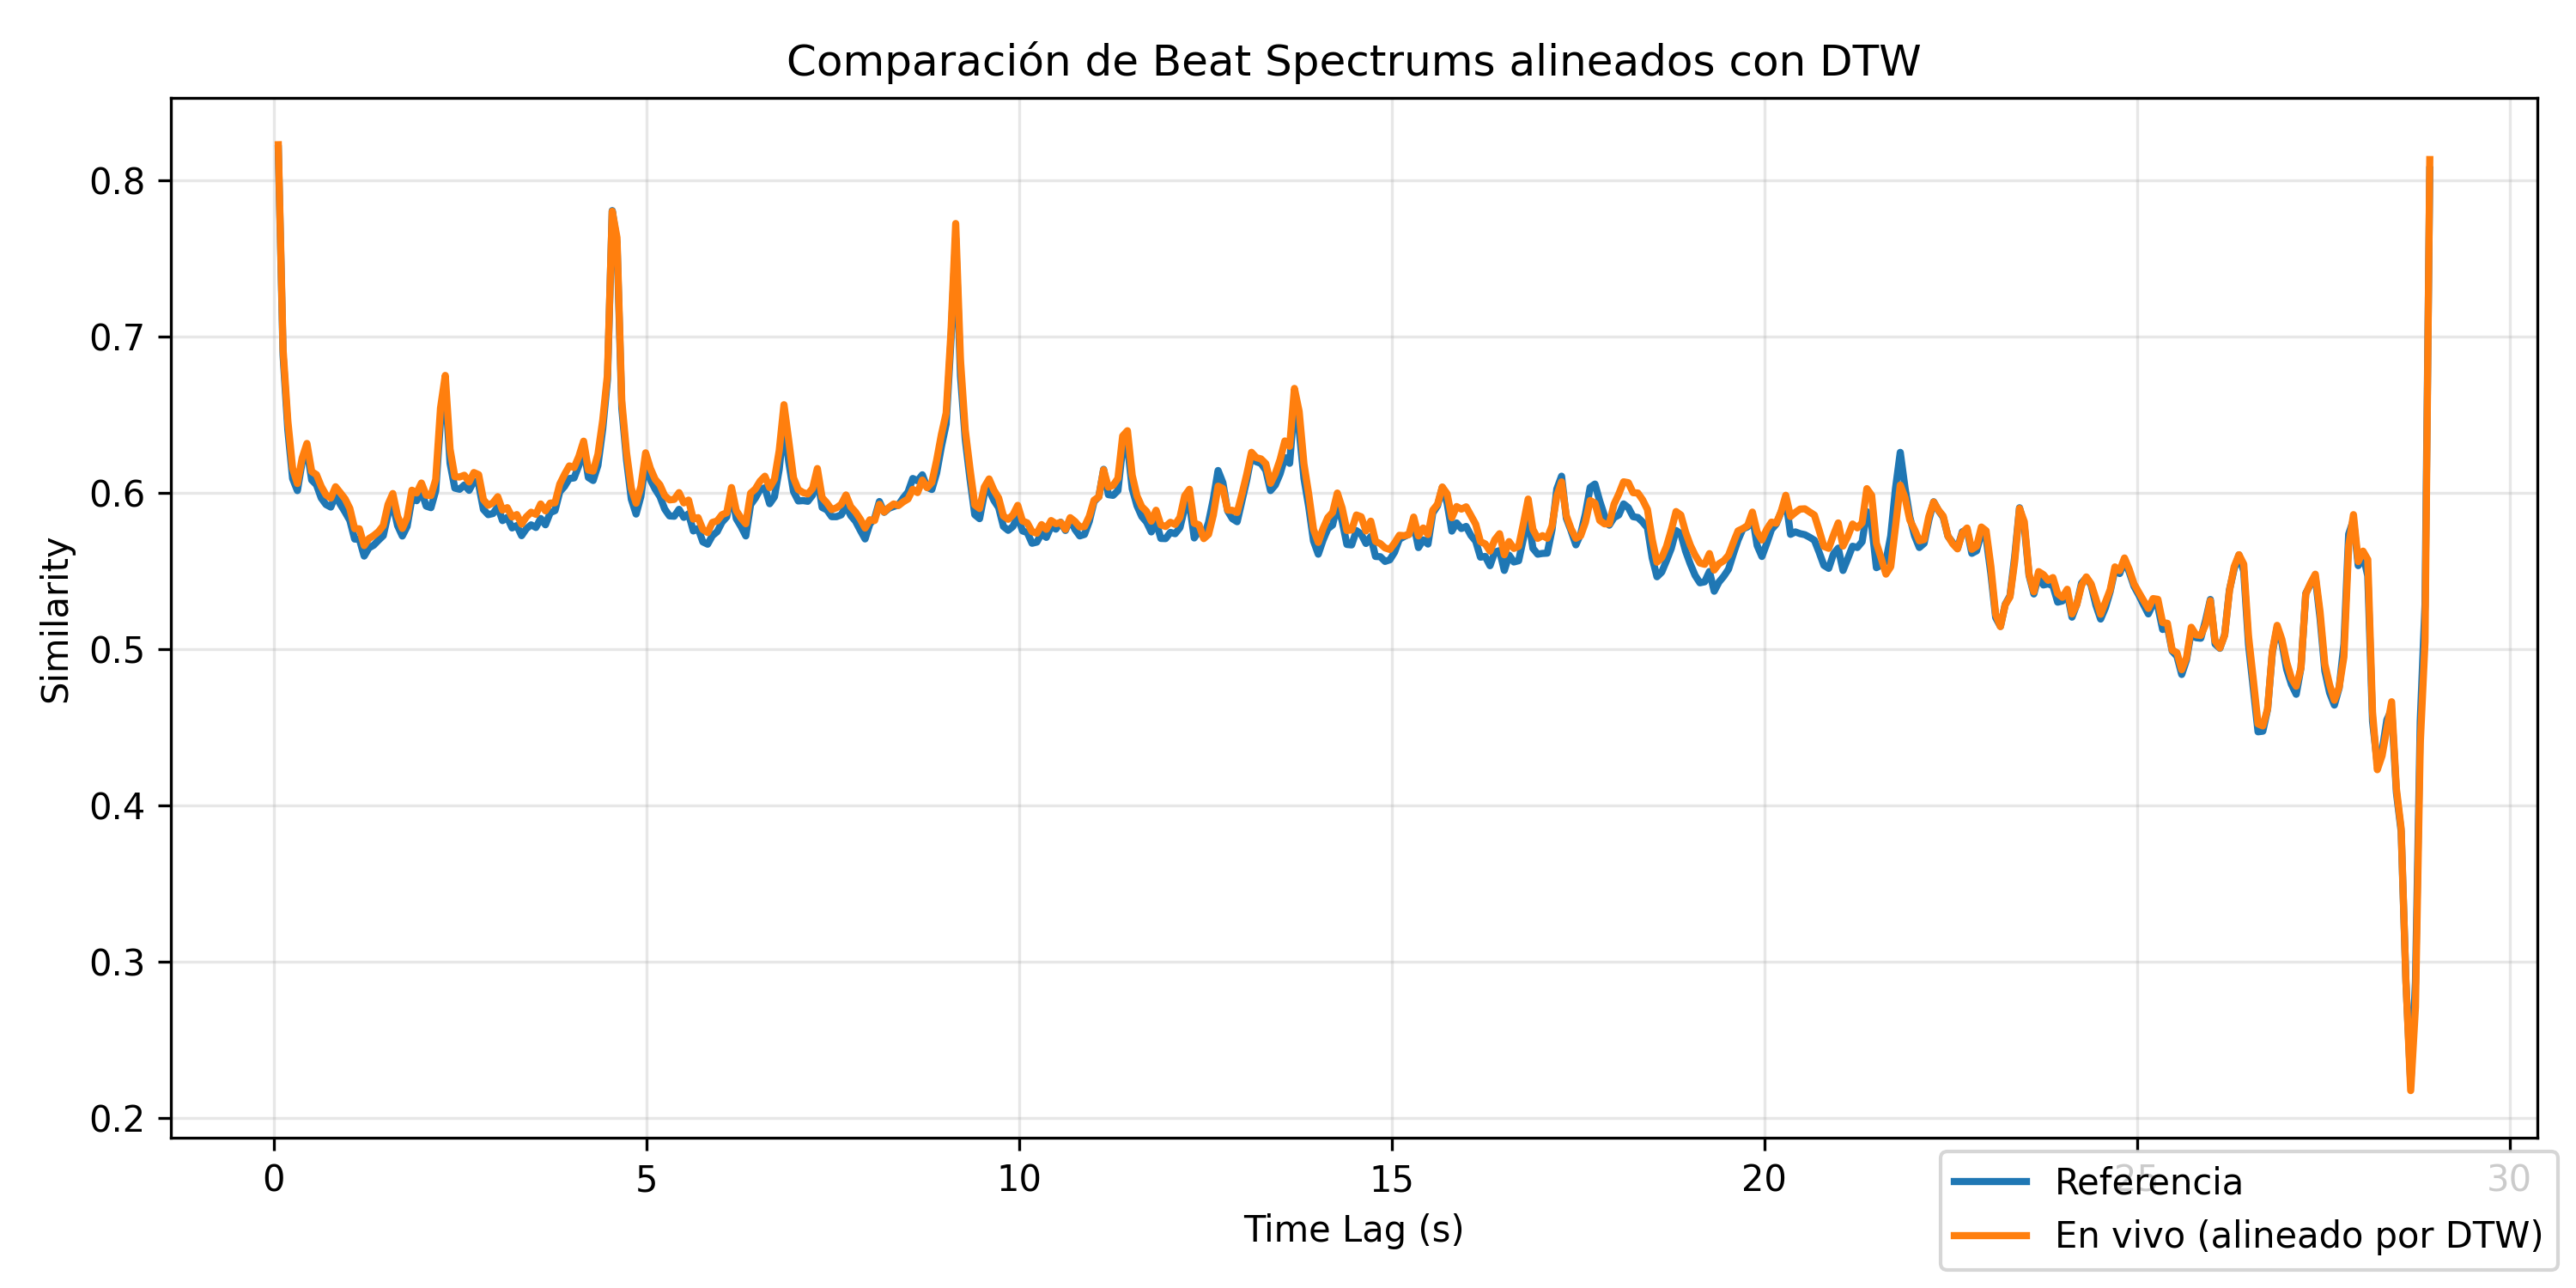 Comparación de Beat Spectrums alineados con DTW
Similarity
0.8
0.7
0.6
0.5
0.4
0.3
0.2
0 5 10 15 20 25 30
Time Lag (s)
Referencia
En vivo (alineado por DTW)